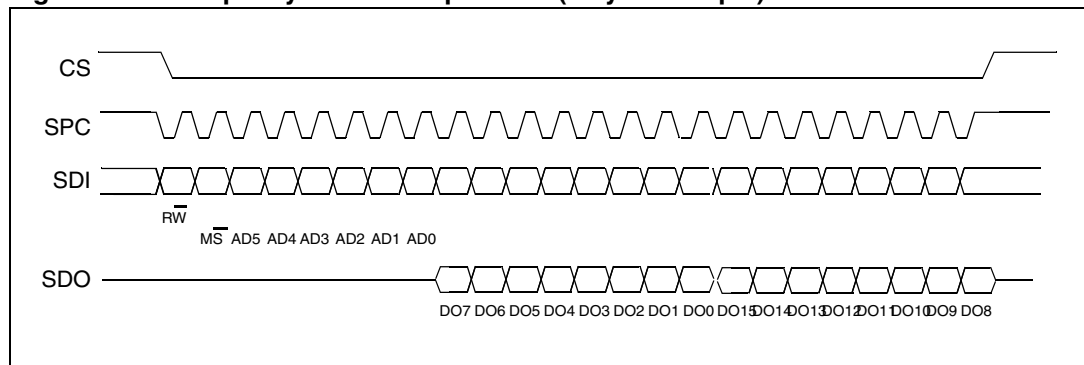 CS
SPC
SDI
RW
MS AD5 AD4 AD3 AD2 AD1 AD0
SDO
DO7 DO6 DO5 DO4 DO3 DO2 DO1 DO0 DO15 DO14 DO13 DO12 DO11 DO10 DO9 DO8